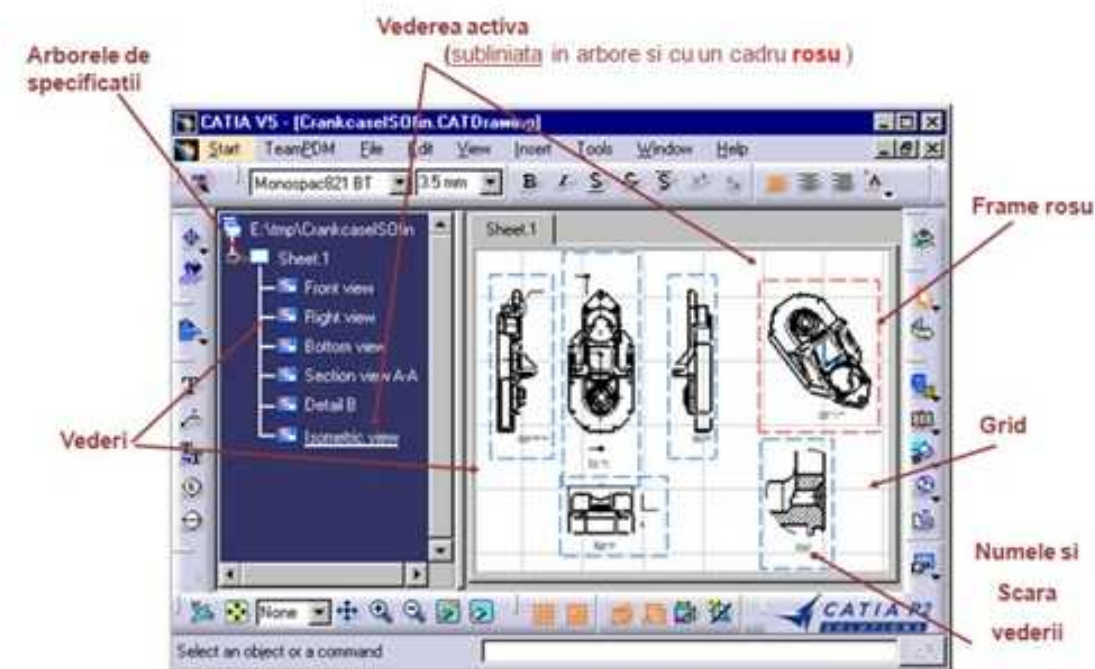 Vederea activa
(subliniata in arbore si cu un cadru rosu )
Arborele de
specificatii
CATIA V5 - [CrankcaseISOfin.CATDrawing]
Start TeamPDM File Edit View Insert Tools Window Help
Monospac821 BT 3.5 mm B I S S S
Frame rosu
E:\tmp\CrankcaseISOfin
Sheet.1
Sheet.1
Front view
Right view
Bottom view
Section view A-A
Detail B
Isometric view
Vederi
Grid
Numele si
Scara
vederii
None
CATIA P2
SOLUTIONS
Select an object or a command